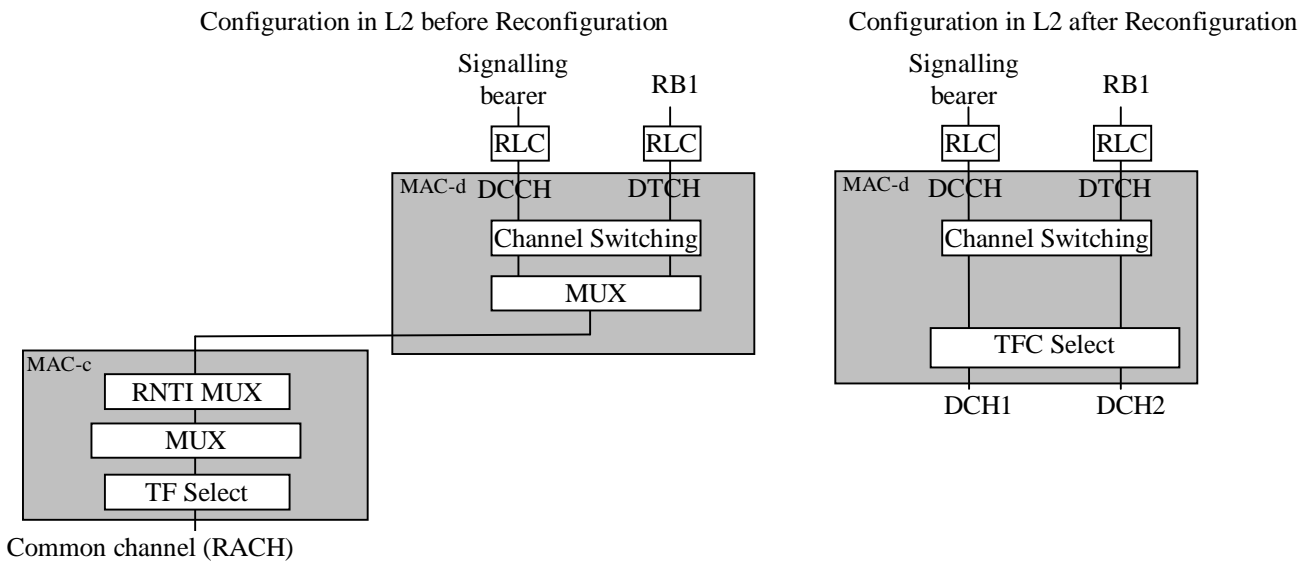 Configuration in L2 before Reconfiguration
Signalling
bearer
RB1
RLC
RLC
MAC-d
DCCH
DTCH
Channel Switching
MUX
MAC-c
RNTI MUX
MUX
TF Select
Common channel (RACH)
Configuration in L2 after Reconfiguration
Signalling
bearer
RB1
RLC
RLC
MAC-d
DCCH
DTCH
Channel Switching
TFC Select
DCH1
DCH2